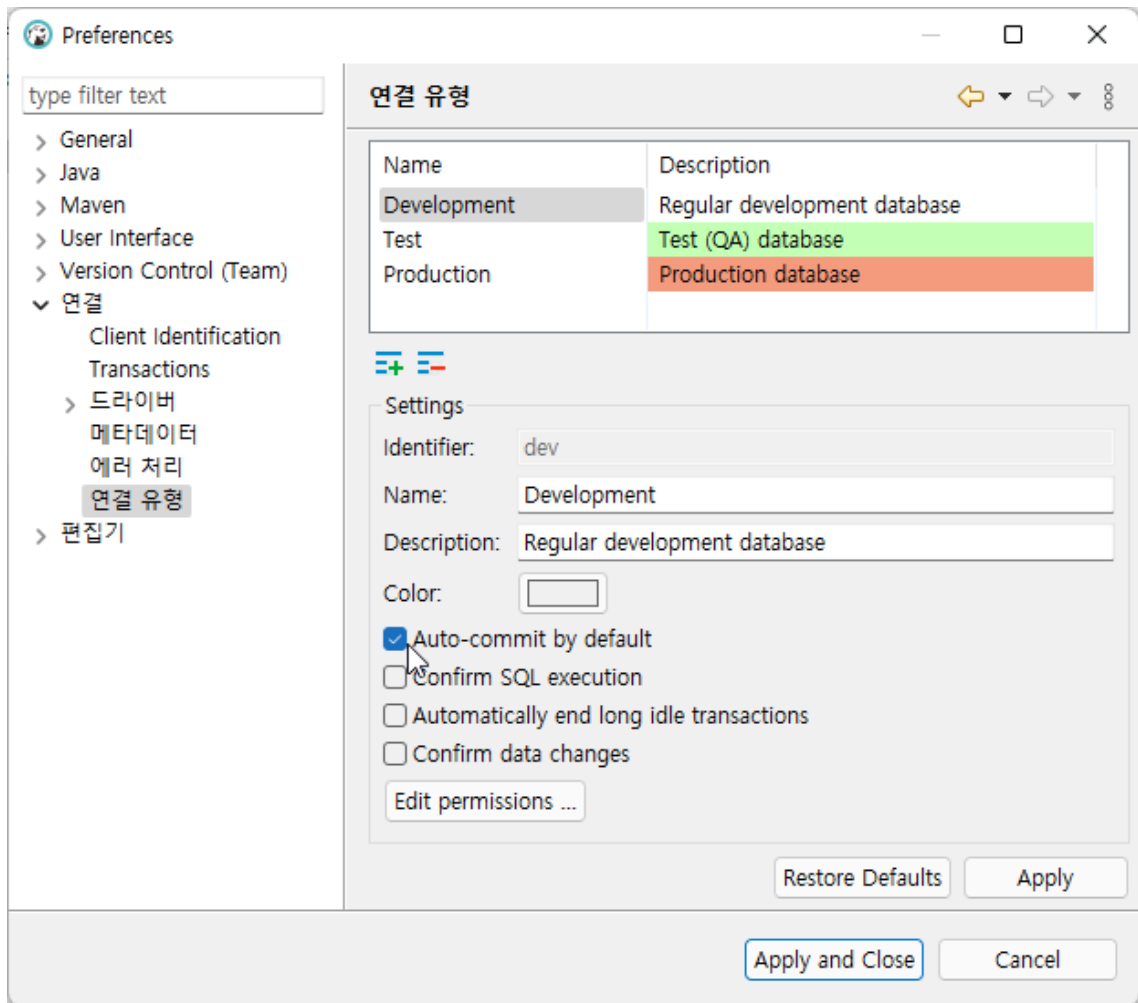 Preferences
type filter text
General
Java
Maven
User Interface
Version Control (Team)
연결
Client Identification
Transactions
드라이버
메타데이터
에러 처리
연결 유형
편집기
연결 유형
Name Description
Development Regular development database
Test Test (QA) database
Production Production database
Settings
Identifier: dev
Name: Development
Description: Regular development database
Color:
Auto-commit by default
Confirm SQL execution
Automatically end long idle transactions
Confirm data changes
Edit permissions ...
Restore Defaults Apply
Apply and Close Cancel